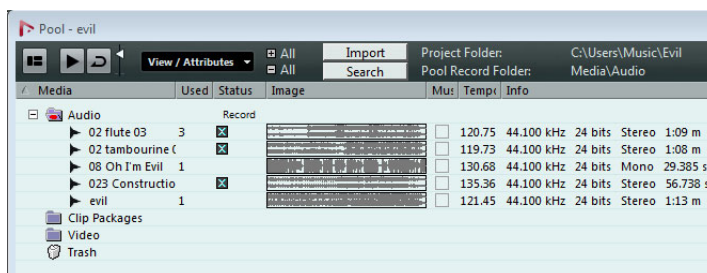 Pool - evil
View / Attributes All Import Project Folder: C:\Users\Music\Evil
All Search Pool Record Folder: Media\Audio
Media Used Status Image Mus Tempo Info
Audio Record
02 flute 03 3 X 120.75 44.100 kHz 24 bits Stereo 1:09 m
02 tambourine ( X 119.73 44.100 kHz 24 bits Stereo 1:08 m
08 Oh I'm Evil 1 130.68 44.100 kHz 24 bits Mono 29.385 s
023 Constructio X 135.36 44.100 kHz 24 bits Stereo 56.738 s
evil 1 121.45 44.100 kHz 24 bits Stereo 1:13 m
Clip Packages
Video
Trash